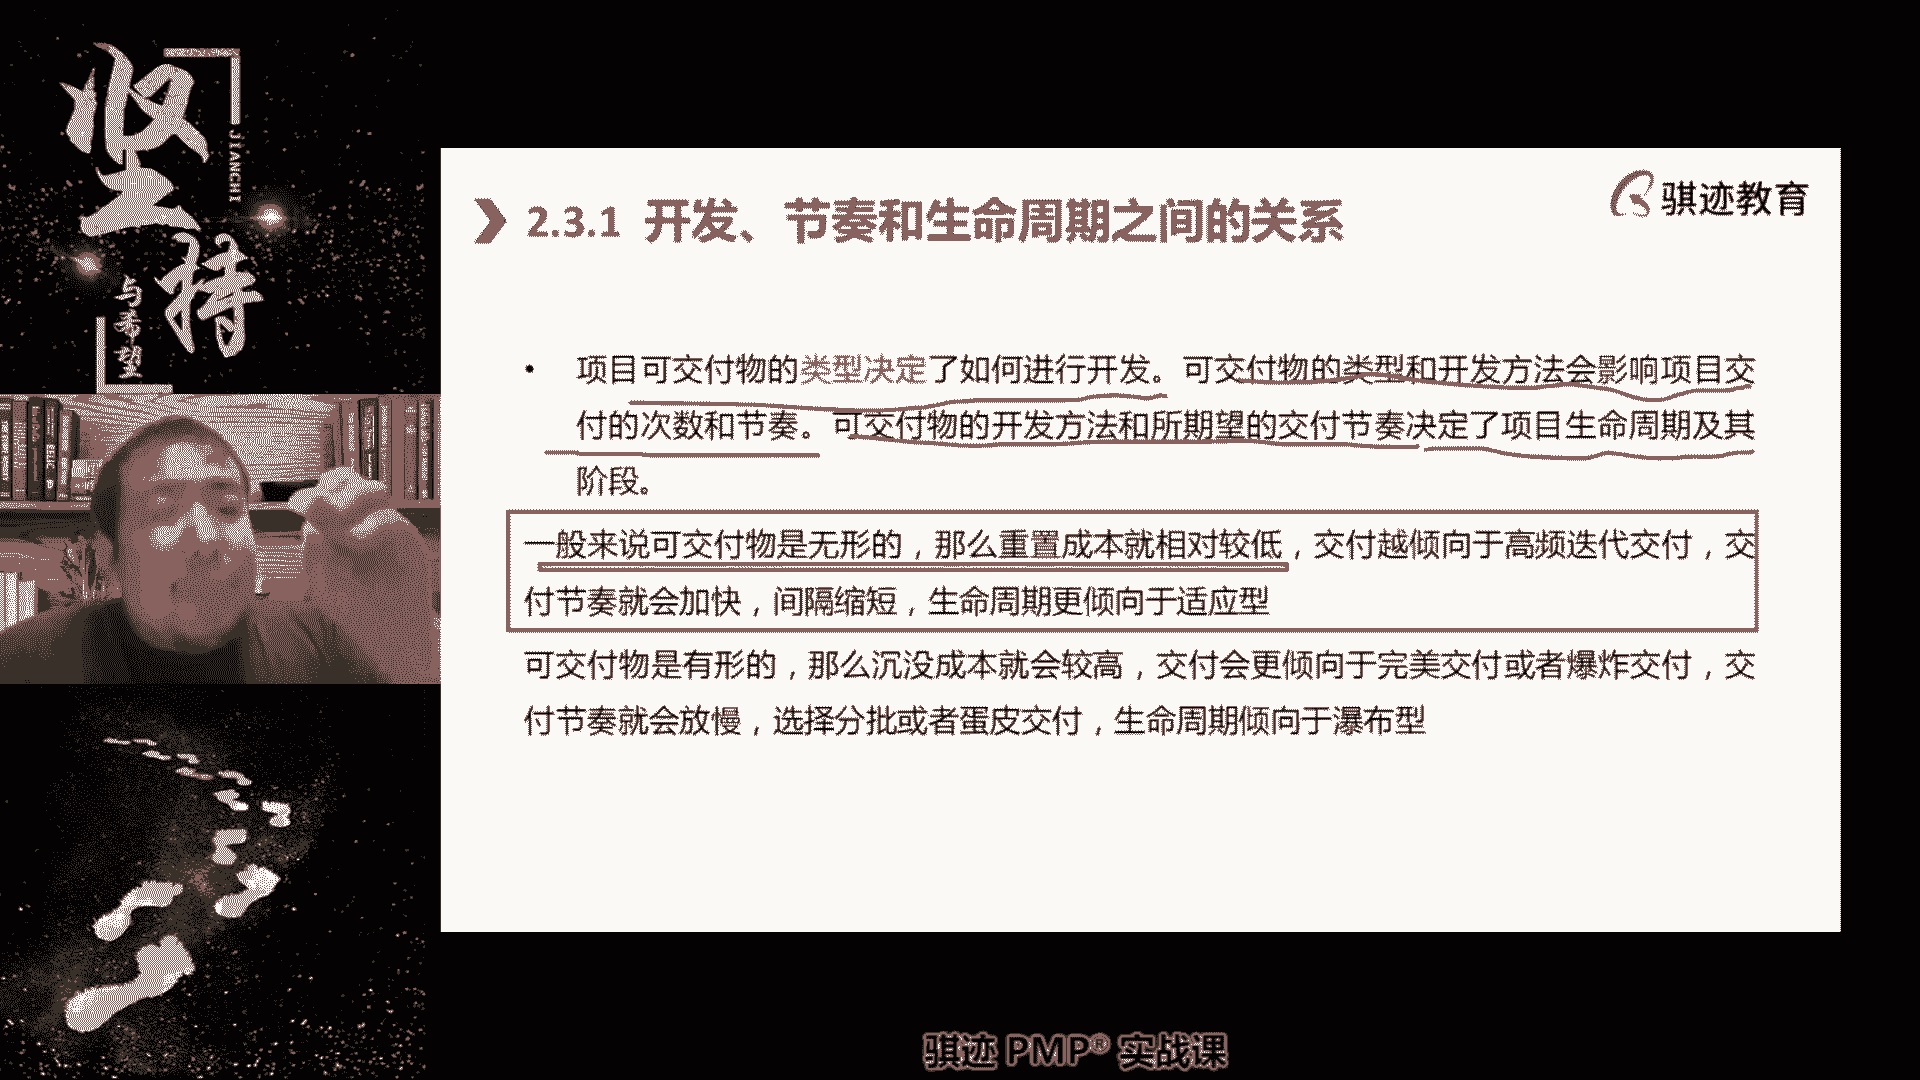 坚持
JIANCHI
与希望
骐迹教育
2.3.1 开发、节奏和生命周期之间的关系
• 项目可交付物的类型决定了如何进行开发。可交付物的类型和开发方法会影响项目交
付的次数和节奏。可交付物的开发方法和所期望的交付节奏决定了项目生命周期及其
阶段。
一般来说可交付物是无形的，那么重置成本就相对较低，交付越倾向于高频迭代交付，交
付节奏就会加快，间隔缩短，生命周期更倾向于适应型
可交付物是有形的，那么沉没成本就会较高，交付会更倾向于完美交付或者爆炸交付，交
付节奏就会放慢，选择分批或者蛋皮交付，生命周期倾向于瀑布型
骐迹 PMP® 实战课